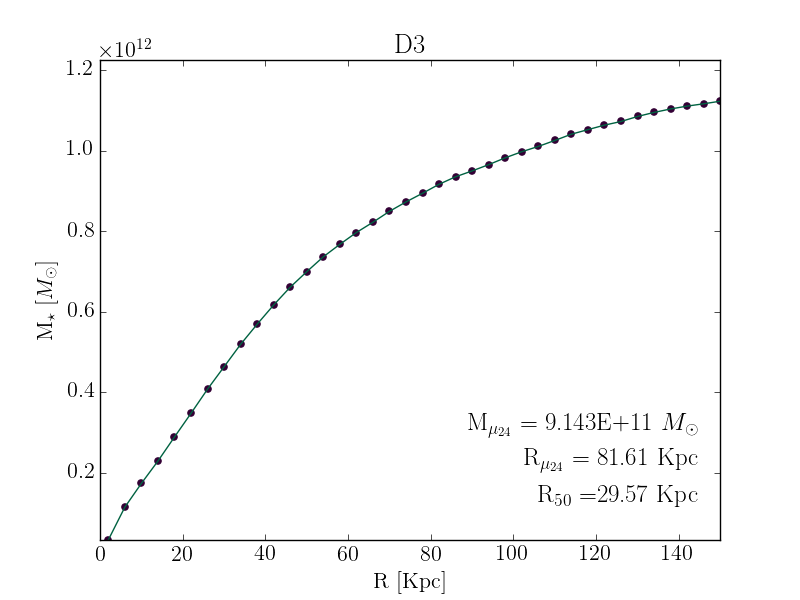 D3
×10¹²
1.2
1.0
0.8
0.6
0.4
0.2
M⋆ [M⊙]
M_μ₂₄ = 9.143E+11 M⊙
R_μ₂₄ = 81.61 Kpc
R₅₀ =29.57 Kpc
0 20 40 60 80 100 120 140
R [Kpc]